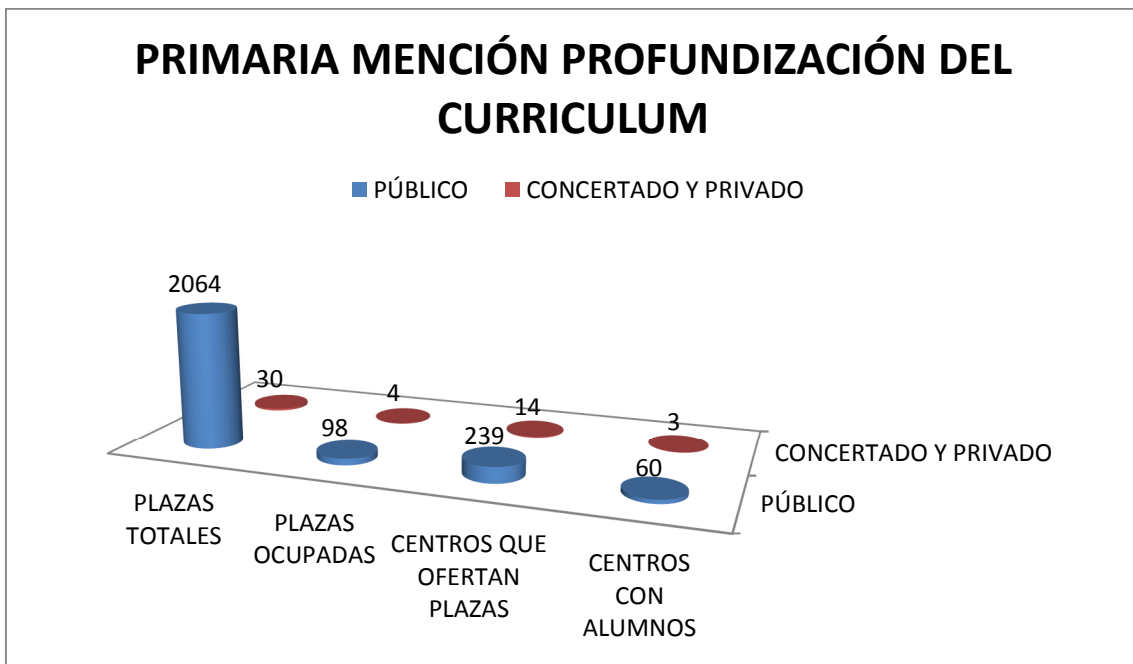 PRIMARIA MENCIÓN PROFUNDIZACIÓN DEL
CURRICULUM
PÚBLICO CONCERTADO Y PRIVADO
2064
30
4
14
3
98
239
60
CONCERTADO Y PRIVADO
PÚBLICO
PLAZAS
TOTALES
PLAZAS
OCUPADAS
CENTROS QUE
OFERTAN
PLAZAS
CENTROS
CON
ALUMNOS